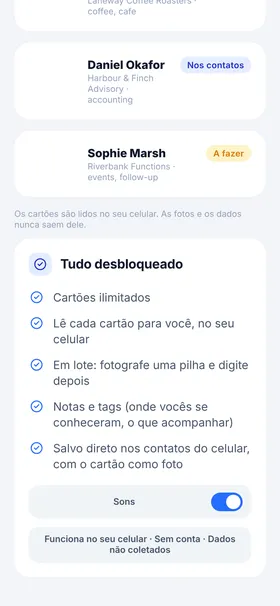 Laneway Coffee Roasters ·
coffee, cafe
Daniel Okafor
Nos contatos
Harbour & Finch
Advisory ·
accounting
Sophie Marsh
A fazer
Riverbank Functions ·
events, follow-up
Os cartões são lidos no seu celular. As fotos e os dados
nunca saem dele.
Tudo desbloqueado
Cartões ilimitados
Lê cada cartão para você, no seu
celular
Em lote: fotografe uma pilha e digite
depois
Notas e tags (onde vocês se
conheceram, o que acompanhar)
Salvo direto nos contatos do celular,
com o cartão como foto
Sons
Funciona no seu celular · Sem conta · Dados
não coletados